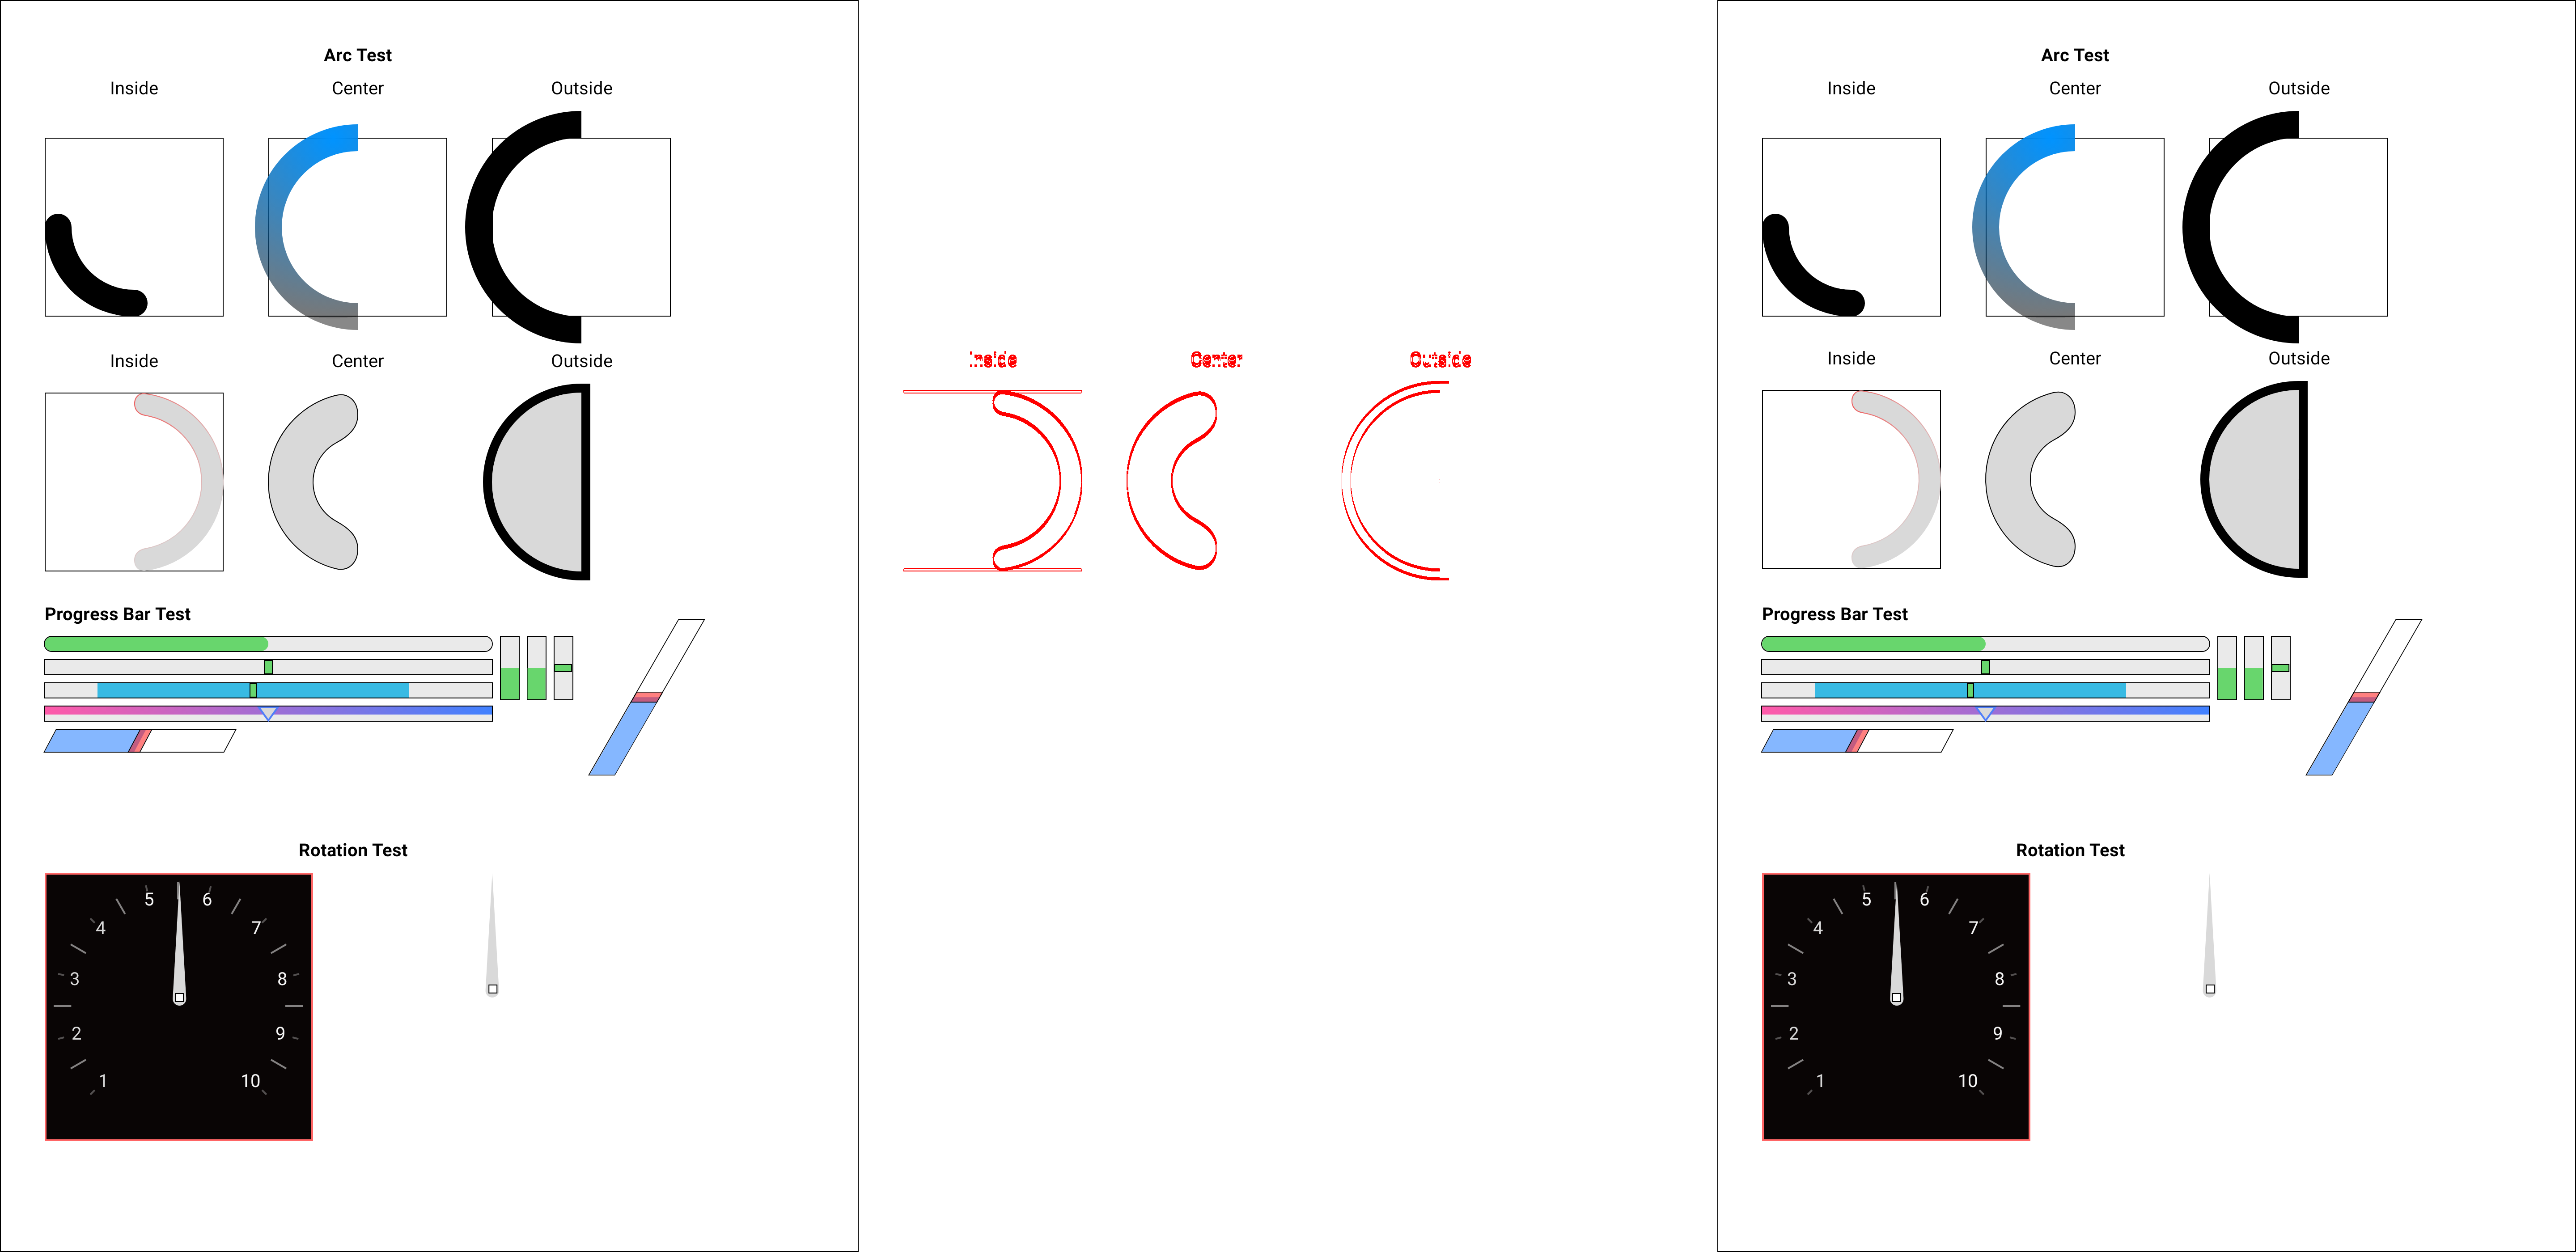 Arc Test
Inside Center Outside
Inside Center Outside
Progress Bar Test
Rotation Test
5 6
4 7
3 8
2 9
1 10
Inside Center Outside
Arc Test
Inside Center Outside
Inside Center Outside
Progress Bar Test
Rotation Test
5 6
4 7
3 8
2 9
1 10